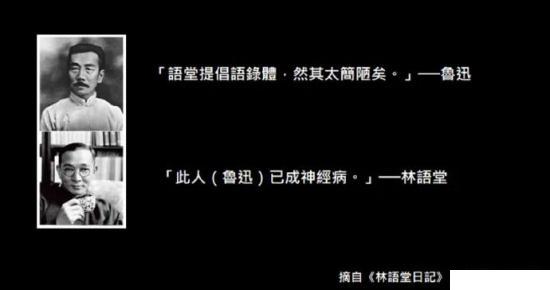 「語堂提倡語錄體，然其太簡陋矣。」──魯迅
「此人（魯迅）已成神經病。」──林語堂
摘自《林語堂日記》